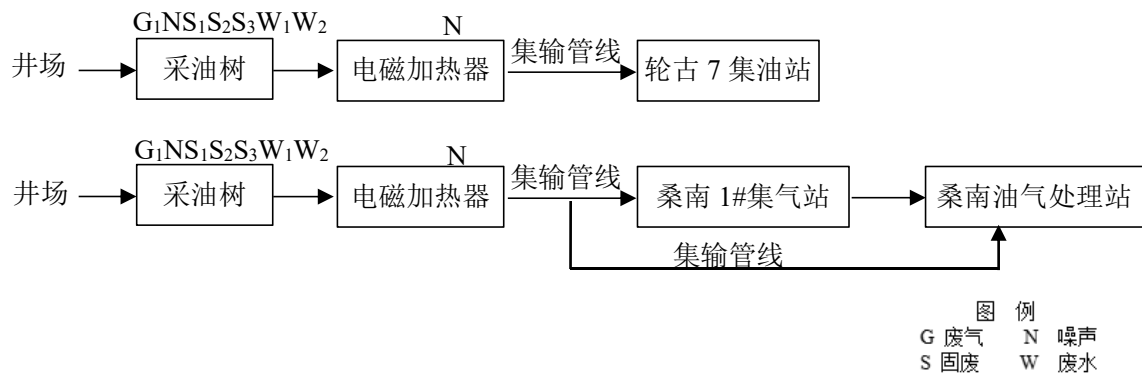 G₁NS₁S₂S₃W₁W₂
N
井场
采油树
电磁加热器
集输管线
轮古 7 集油站
G₁NS₁S₂S₃W₁W₂
N
井场
采油树
电磁加热器
集输管线
桑南 1#集气站
桑南油气处理站
集输管线
图 例
G 废气 N 噪声
S 固废 W 废水